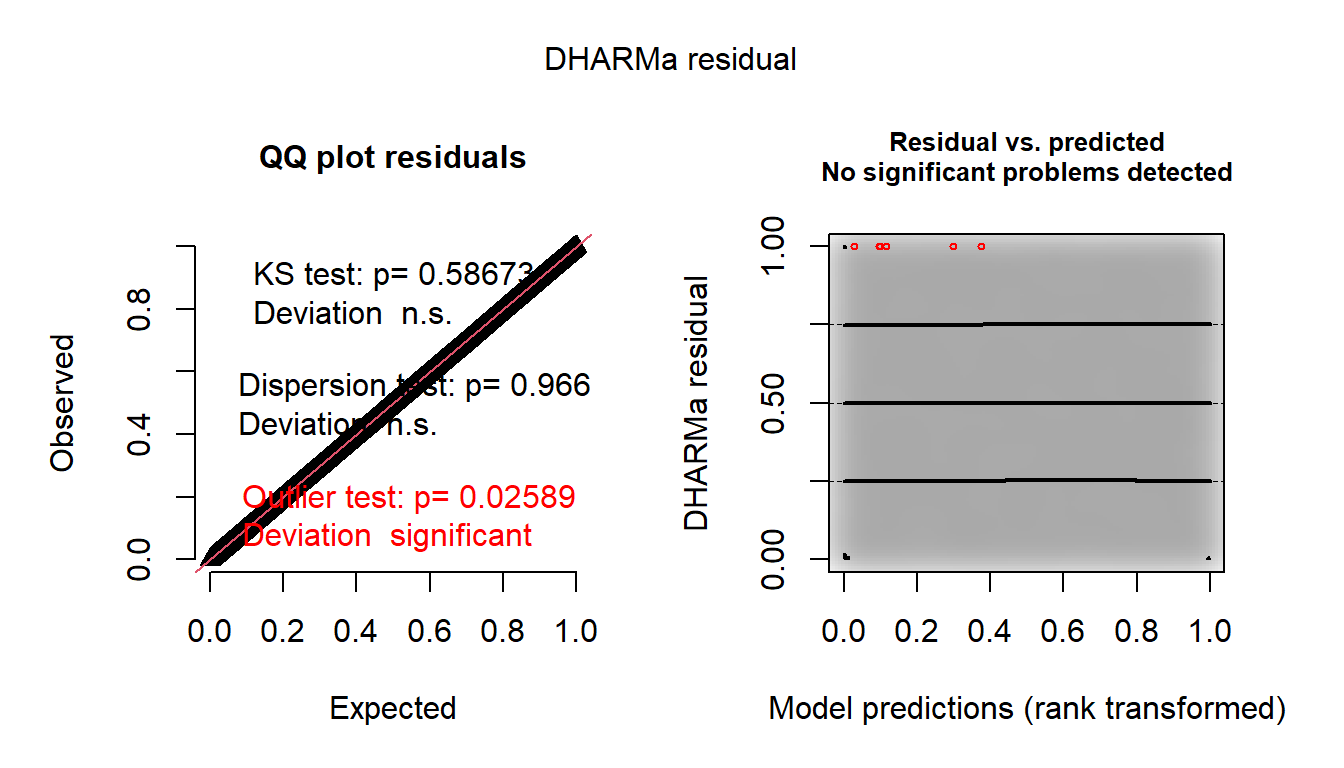 DHARMa residual
QQ plot residuals
KS test: p= 0.58673
Deviation  n.s.
Dispersion test: p= 0.966
Deviation  n.s.
Outlier test: p= 0.02589
Deviation  significant
Observed
0.0
0.4
0.8
0.0 0.2 0.4 0.6 0.8 1.0
Expected
Residual vs. predicted
No significant problems detected
DHARMa residual
0.00
0.50
1.00
0.0 0.2 0.4 0.6 0.8 1.0
Model predictions (rank transformed)